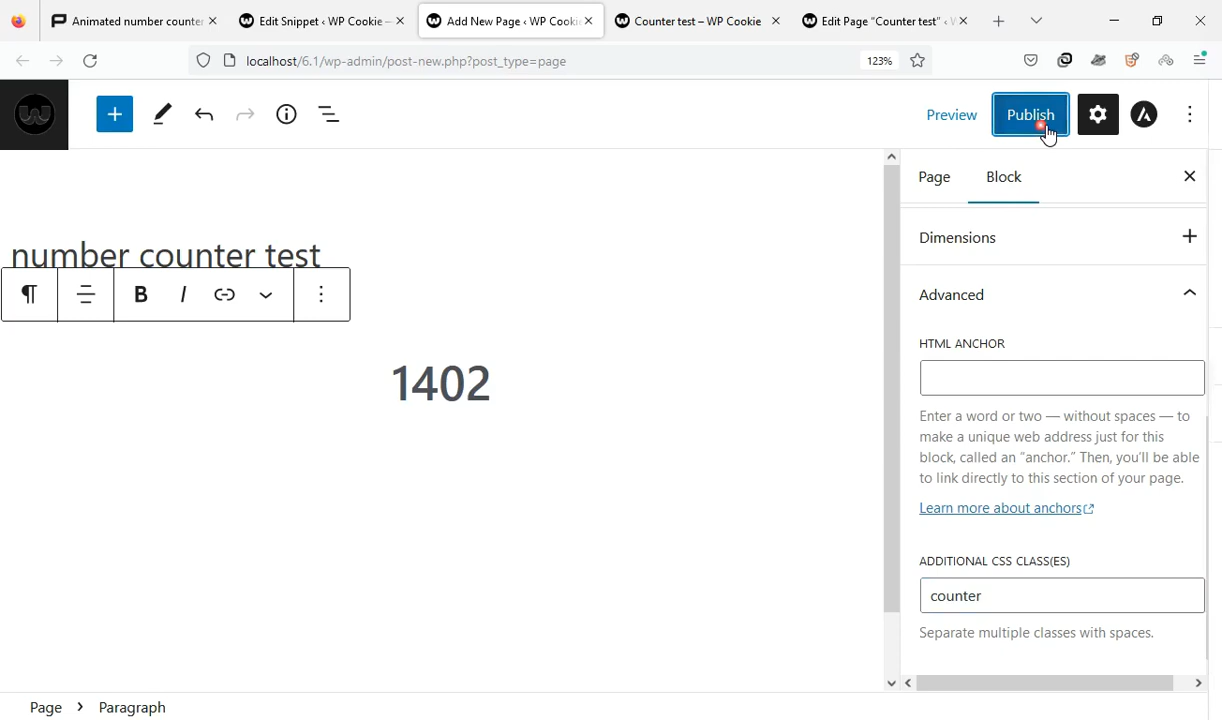 Animated number counter
Edit Snippet ‹ WP Cookie —
Add New Page ‹ WP Cookie
Counter test – WP Cookie
Edit Page “Counter test” ‹
localhost/6.1/wp-admin/post-new.php?post_type=page
123%
Preview
Publish
Page
Block
number counter test
B I
1402
Dimensions
Advanced
HTML ANCHOR
Enter a word or two — without spaces — to
make a unique web address just for this
block, called an “anchor.” Then, you’ll be able
to link directly to this section of your page.
Learn more about anchors
ADDITIONAL CSS CLASS(ES)
counter
Separate multiple classes with spaces.
Page › Paragraph